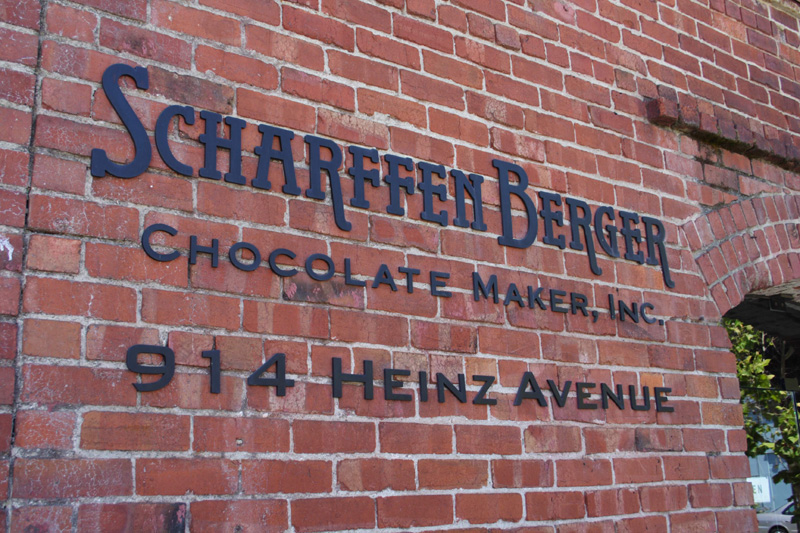 SCHARFFEN BERGER
CHOCOLATE MAKER, INC.
914 HEINZ AVENUE